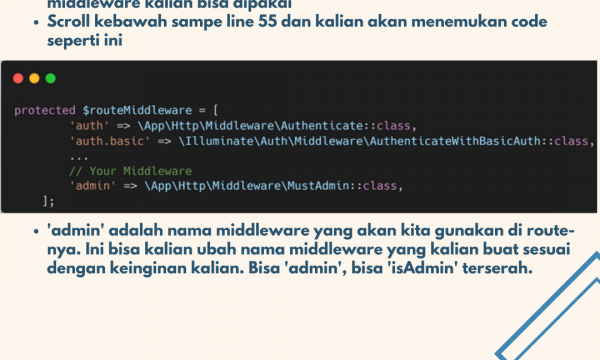 middleware kalian bisa dipakai
• Scroll kebawah sampe line 55 dan kalian akan menemukan code
seperti ini
protected $routeMiddleware = [
'auth' => \App\Http\Middleware\Authenticate::class,
'auth.basic' => \Illuminate\Auth\Middleware\AuthenticateWithBasicAuth::class,
...
// Your Middleware
'admin' => \App\Http\Middleware\MustAdmin::class,
];
• 'admin' adalah nama middleware yang akan kita gunakan di route-
nya. Ini bisa kalian ubah nama middleware yang kalian buat sesuai
dengan keinginan kalian. Bisa 'admin', bisa 'isAdmin' terserah.